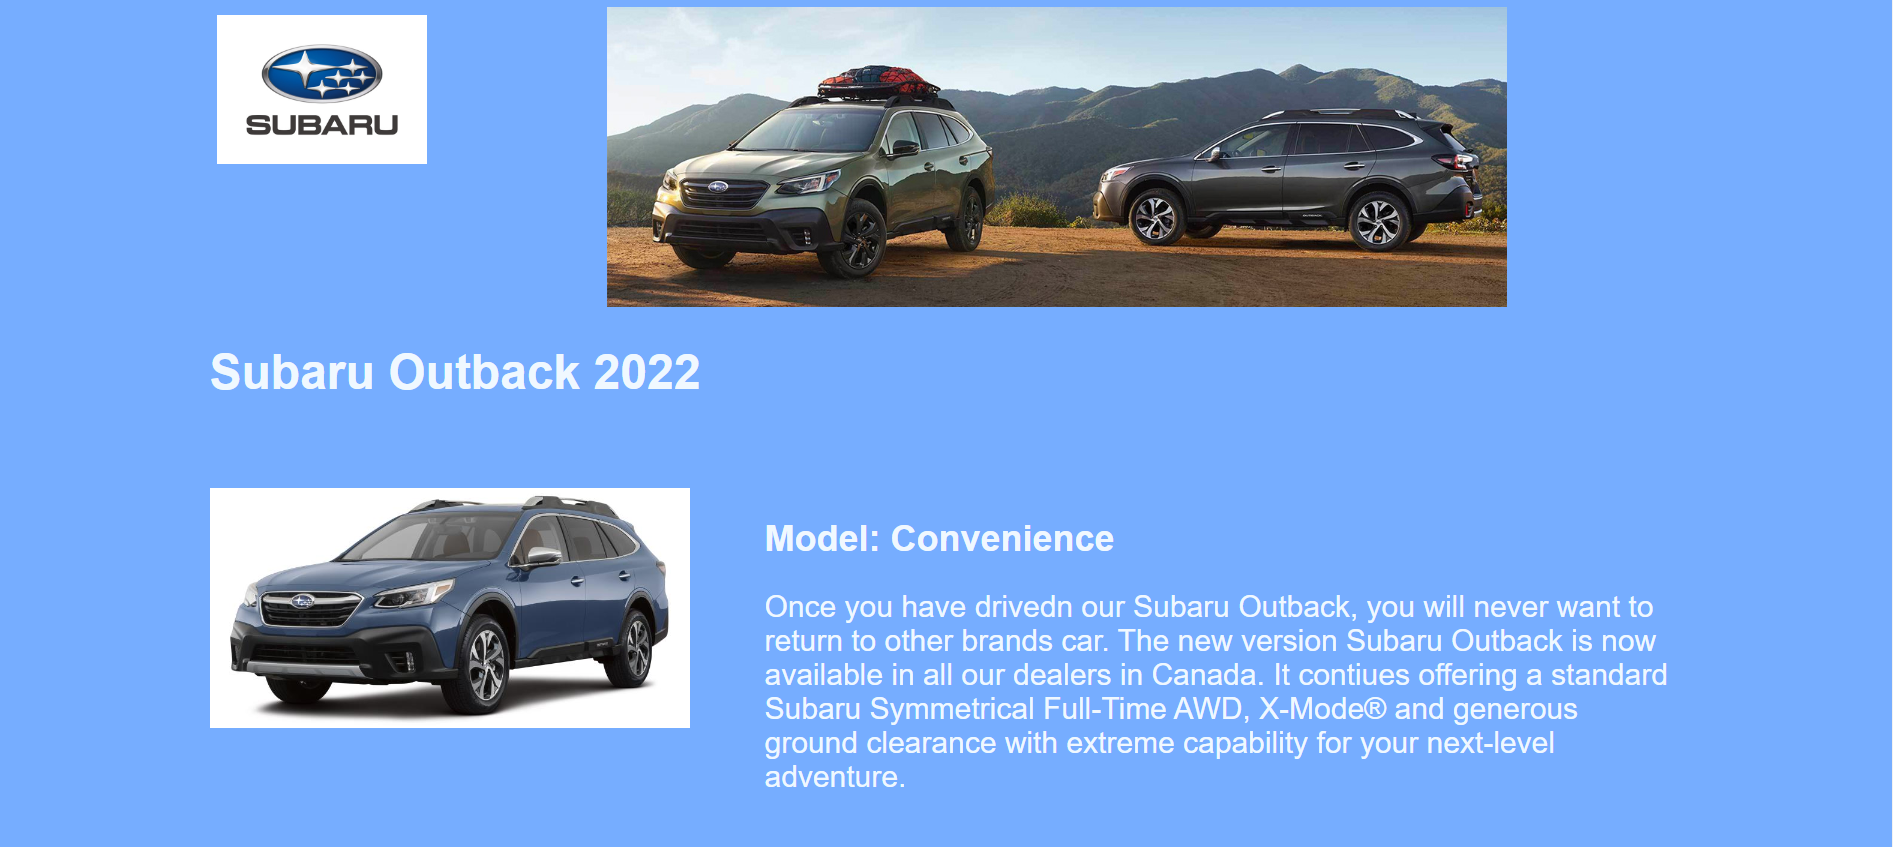 SUBARU
Subaru Outback 2022
Model: Convenience
Once you have drivedn our Subaru Outback, you will never want to
return to other brands car. The new version Subaru Outback is now
available in all our dealers in Canada. It contiues offering a standard
Subaru Symmetrical Full-Time AWD, X-Mode® and generous
ground clearance with extreme capability for your next-level
adventure.